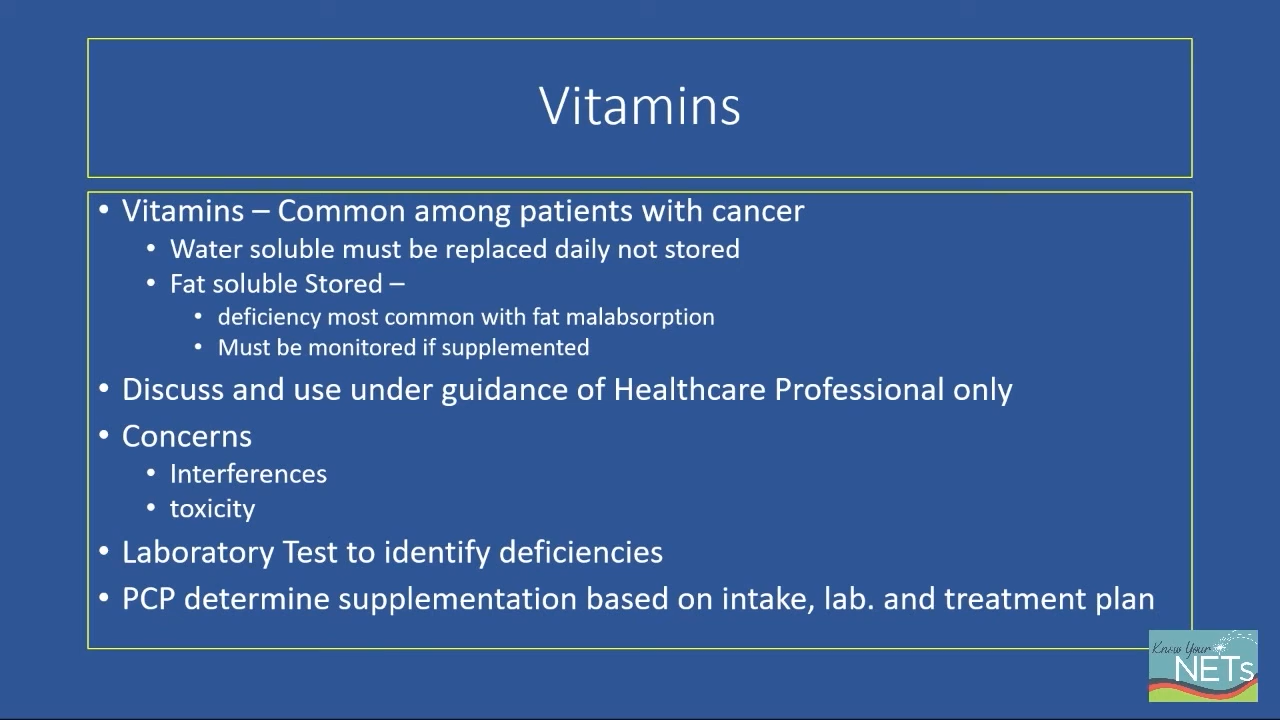 Vitamins
• Vitamins – Common among patients with cancer
• Water soluble must be replaced daily not stored
• Fat soluble Stored –
• deficiency most common with fat malabsorption
• Must be monitored if supplemented
• Discuss and use under guidance of Healthcare Professional only
• Concerns
• Interferences
• toxicity
• Laboratory Test to identify deficiencies
• PCP determine supplementation based on intake, lab. and treatment plan
Know Your
NETs